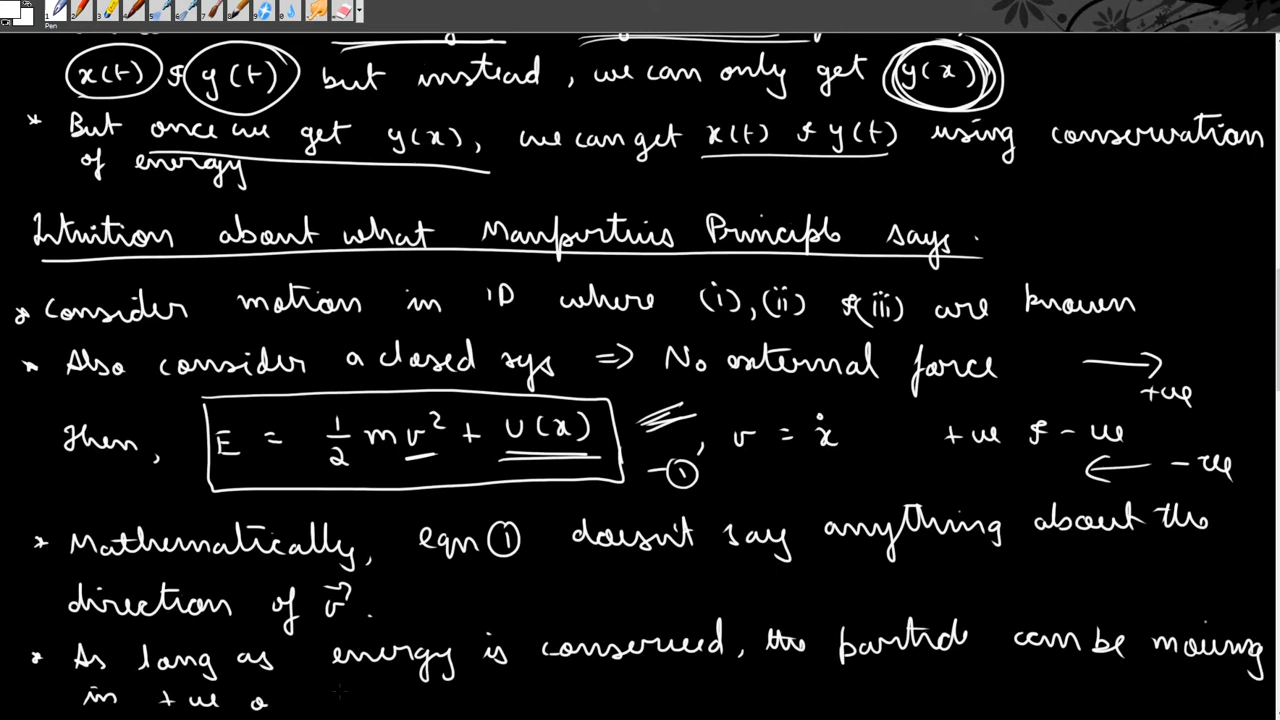 x(t) & y(t) but instead, we can only get y(x)
* But once we get y(x), we can get x(t) & y(t) using conservation
of energy
Intuition about what Maupertuis Principle says.
* Consider motion in 1D where (i), (ii) & (iii) are known
* Also consider a closed sys => No external force →
+ve
Then, E = 1/2 mv² + U(x) -①, v = ẋ +ve & -ve
← -ve
* Mathematically, eqn ① doesn't say anything about the
direction of v⃗.
* As long as energy is conserved, the particle can be moving
in +ve o